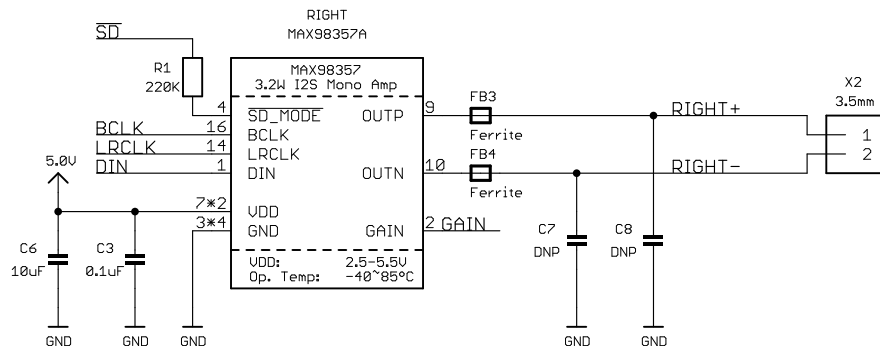 RIGHT
MAX98357A
SD
R1
220K
MAX98357
3.2W I2S Mono Amp
4
SD_MODE
OUTP
9
FB3
Ferrite
RIGHT+
X2
3.5mm
1
2
BCLK
16
BCLK
LRCLK
14
LRCLK
DIN
1
DIN
OUTN
10
FB4
Ferrite
RIGHT-
5.0V
7*2
VDD
3*4
GND
GAIN
2
GAIN
C6
10uF
C3
0.1uF
C7
DNP
C8
DNP
VDD: 2.5-5.5V
Op. Temp: -40~85°C
GND
GND
GND
GND
GND